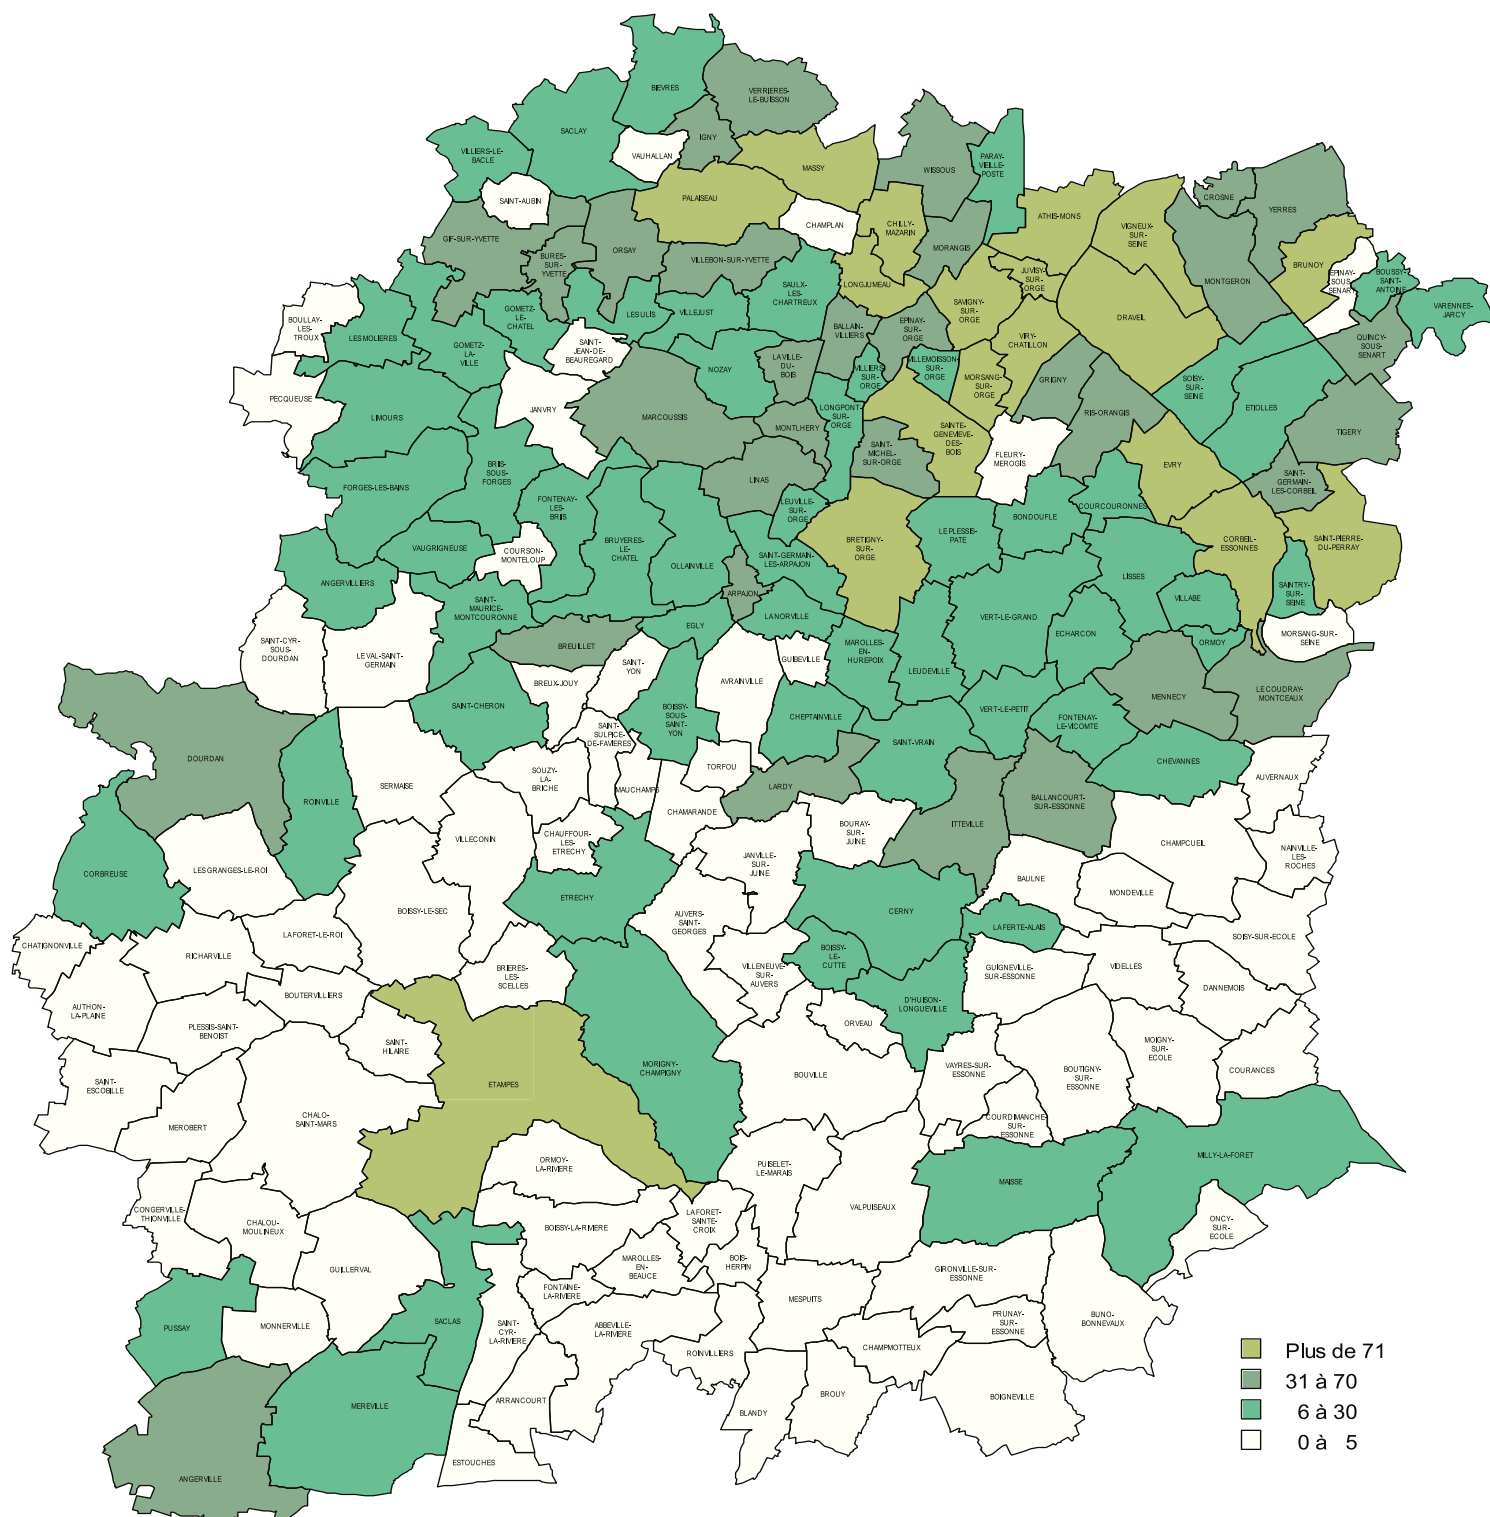 BIEVRES
VERRIERES-
LE-BUISSON
SACLAY
IGNY
VILLIERS-LE-
BACLE
VAUHALLAN
MASSY
PARAY-
VIEILLE-
POSTE
WISSOUS
SAINT-AUBIN
PALAISEAU
CROSNE
YERRES
CHAMPLAN
CHILLY-
MAZARIN
ATHIS-MONS
VIGNEUX-
SUR-
SEINE
GIF-SUR-YVETTE
BURES-
SUR-
YVETTE
ORSAY
VILLEBON-SUR-YVETTE
MORANGIS
MONTGERON
BRUNOY
EPINAY-
SOUS-
SENART
BOUSSY-
SAINT-
ANTOINE
VARENNES-
JARCY
LONGJUMEAU
JUVISY-
SUR-
ORGE
SAULX-
LES-
CHARTREUX
BOULLAY-
LES-
TROUX
LES MOLIERES
GOMETZ-
LE-
CHATEL
LES ULIS
VILLEJUST
SAVIGNY-
SUR-
ORGE
DRAVEIL
GOMETZ-
LA-
VILLE
SAINT-
JEAN-DE-
BEAUREGARD
BALLAIN-
VILLIERS
EPINAY-
SUR-
ORGE
VIRY-
CHATILLON
QUINCY-
SOUS-
SENART
NOZAY
LA VILLE-
DU-
BOIS
VILLIERS-
SUR-
ORGE
VILLEMOISSON-
SUR-
ORGE
MORSANG-
SUR-
ORGE
GRIGNY
SOISY-
SUR-
SEINE
PECQUEUSE
LIMOURS
JANVRY
MARCOUSSIS
MONTLHERY
LONGPONT-
SUR-
ORGE
RIS-ORANGIS
ETIOLLES
TIGERY
SAINT-
MICHEL-
SUR-ORGE
SAINTE-
GENEVIEVE-
DES-
BOIS
FLEURY-
MEROGIS
EVRY
SAINT-
GERMAIN-
LES-CORBEIL
FORGES-LES-BAINS
BRIIS-
SOUS-
FORGES
LINAS
FONTENAY-
LES-
BRIIS
LEUVILLE-
SUR-
ORGE
COURCOURONNES
BONDOUFLE
VAUGRIGNEUSE
COURSON-
MONTELOUP
BRUYERES-
LE-
CHATEL
OLLAINVILLE
SAINT-GERMAIN-
LES-ARPAJON
BRETIGNY-
SUR-
ORGE
LE PLESSIS-
PATE
CORBEIL-
ESSONNES
SAINT-PIERRE-
DU-PERRAY
ANGERVILLIERS
LISSES
SAINTRY-
SUR-
SEINE
VILLABE
SAINT-
MAURICE-
MONTCOURONNE
ARPAJON
LA NORVILLE
VERT-LE-GRAND
ECHARCON
ORMOY
MORSANG-SUR-
SEINE
SAINT-CYR-
SOUS-
DOURDAN
LE VAL-SAINT-
GERMAIN
BREUILLET
EGLY
GUIBEVILLE
MAROLLES-
EN-
HUREPOIX
LEUDEVILLE
SAINT-
YON
BREUX-JOUY
AVRAINVILLE
MENNECY
LE COUDRAY-
MONTCEAUX
SAINT-CHERON
BOISSY-
SOUS-
SAINT-
YON
CHEPTAINVILLE
VERT-LE-PETIT
FONTENAY-
LE-VICOMTE
SAINT-
SULPICE-
DE-FAVIERES
SAINT-VRAIN
DOURDAN
CHEVANNES
AUVERNAUX
ROINVILLE
SERMAISE
SOUZY-
LA-
BRICHE
MAUCHAMPS
TORFOU
LARDY
BALLANCOURT-
SUR-ESSONNE
CHAMARANDE
VILLECONIN
CHAUFFOUR-
LES-
ETRECHY
BOURAY-
SUR-
JUINE
ITTEVILLE
CHAMPCUEIL
NAINVILLE-
LES-
ROCHES
CORBREUSE
LES GRANGES-LE-ROI
JANVILLE-
SUR-
JUINE
BAULNE
MONDEVILLE
BOISSY-LE-SEC
ETRECHY
AUVERS-
SAINT-
GEORGES
CERNY
LA FERTE-ALAIS
SOISY-SUR-ECOLE
CHATIGNONVILLE
RICHARVILLE
LA FORET-LE-ROI
BOISSY-
LE-
CUTTE
BRIERES-
LES-
SCELLES
VILLENEUVE-
SUR-
AUVERS
GUIGNEVILLE-
SUR-ESSONNE
VIDELLES
DANNEMOIS
BOUTERVILLIERS
AUTHON-
LA-PLAINE
D'HUISON-
LONGUEVILLE
PLESSIS-SAINT-
BENOIST
SAINT-
HILAIRE
ORVEAU
MOIGNY-
SUR-
ECOLE
SAINT-
ESCOBILLE
ETAMPES
MORIGNY-
CHAMPIGNY
BOUVILLE
VAYRES-SUR-
ESSONNE
BOUTIGNY-
SUR-
ESSONNE
COURANCES
MEROBERT
CHALO-
SAINT-MARS
COURDIMANCHE-
SUR-
ESSONNE
ORMOY-
LA-RIVIERE
PUISELET-
LE-MARAIS
MILLY-LA-FORET
MAISSE
VALPUISEAUX
CONGERVILLE-
THIONVILLE
CHALOU-
MOULINEUX
BOISSY-LA-RIVIERE
LA FORET-
SAINTE-
CROIX
ONCY-
SUR-
ECOLE
GUILLERVAL
MAROLLES-
EN-
BEAUCE
BOIS-
HERPIN
GIRONVILLE-SUR-
ESSONNE
FONTAINE-
LA-RIVIERE
MESPUITS
PUSSAY
MONNERVILLE
SACLAS
SAINT-
CYR-
LA-RIVIERE
ABBEVILLE-
LA-RIVIERE
PRUNAY-
SUR-
ESSONNE
BUNO-
BONNEVAUX
ROINVILLIERS
CHAMPMOTTEUX
MEREVILLE
ARRANCOURT
BROUY
BOIGNEVILLE
BLANDY
ESTOUCHES
ANGERVILLE
Plus de 71
31 à 70
6 à 30
0 à 5